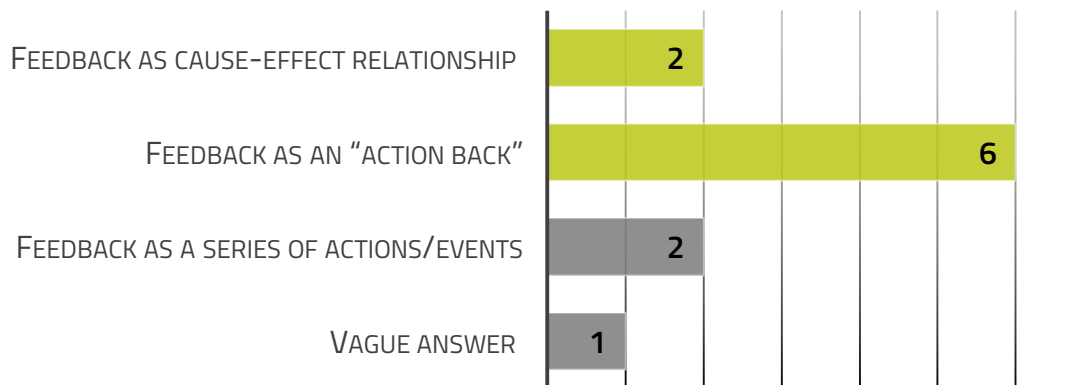 Feedback as cause-effect relationship 2
Feedback as an “action back” 6
Feedback as a series of actions/events 2
Vague answer 1